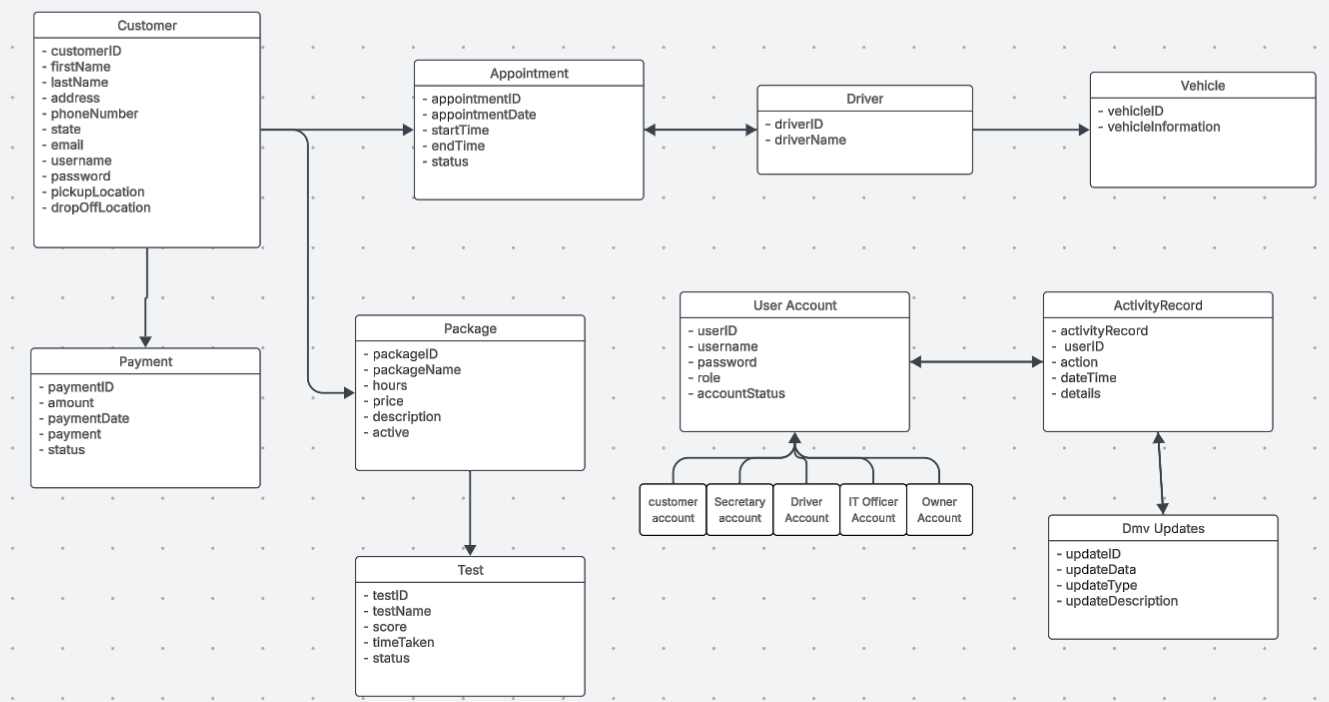 Customer
- customerID
- firstName
- lastName
- address
- phoneNumber
- state
- email
- username
- password
- pickupLocation
- dropOffLocation
Appointment
- appointmentID
- appointmentDate
- startTime
- endTime
- status
Driver
- driverID
- driverName
Vehicle
- vehicleID
- vehicleInformation
Payment
- paymentID
- amount
- paymentDate
- payment
- status
Package
- packageID
- packageName
- hours
- price
- description
- active
User Account
- userID
- username
- password
- role
- accountStatus
ActivityRecord
- activityRecord
- userID
- action
- dateTime
- details
customer
account
Secretary
account
Driver
Account
IT Officer
Account
Owner
Account
Test
- testID
- testName
- score
- timeTaken
- status
Dmv Updates
- updateID
- updateData
- updateType
- updateDescription